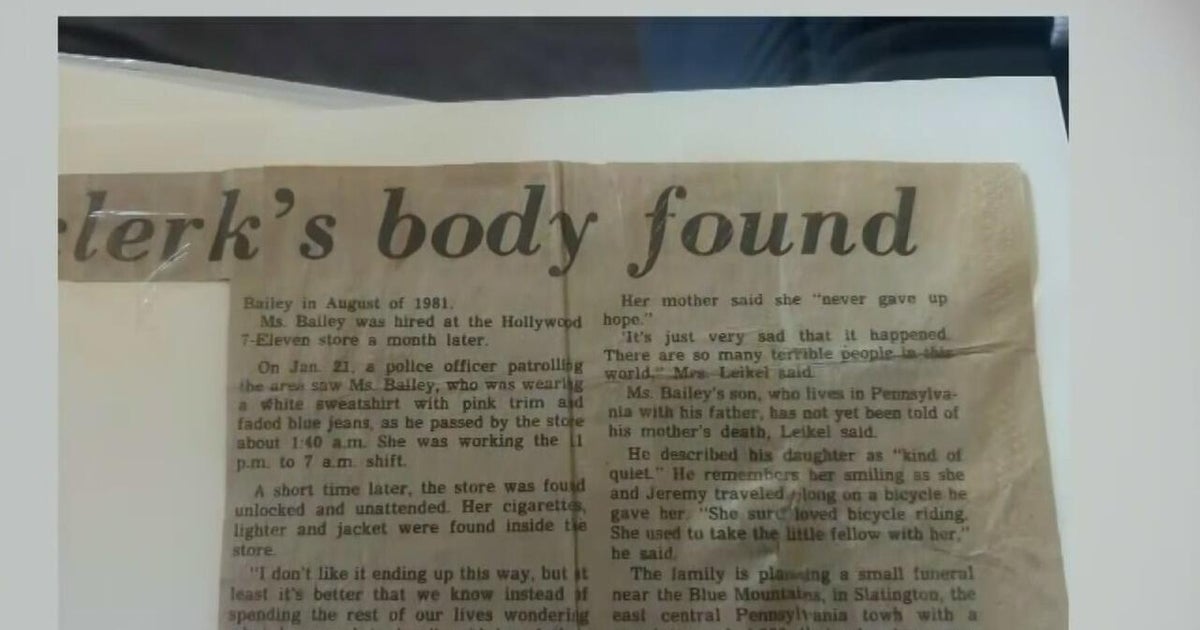 clerk's body found
Bailey in August of 1981.
Ms. Bailey was hired at the Hollywood
7-Eleven store a month later.
On Jan. 21, a police officer patrolling
the area saw Ms. Bailey, who was wearing
a white sweatshirt with pink trim and
faded blue jeans, as he passed by the store
about 1:40 a.m. She was working the 11
p.m. to 7 a.m. shift.
A short time later, the store was found
unlocked and unattended. Her cigarettes,
lighter and jacket were found inside the
store.
"I don't like it ending up this way, but at
least it's better that we know instead of
spending the rest of our lives wondering
Her mother said she "never gave up
hope."
"It's just very sad that it happened.
There are so many terrible people in this
world," Mrs. Leikel said.
Ms. Bailey's son, who lives in Pennsylva-
nia with his father, has not yet been told of
his mother's death, Leikel said.
He described his daughter as "kind of
quiet." He remembers her smiling as she
and Jeremy traveled along on a bicycle he
gave her. "She sure loved bicycle riding.
She used to take the little fellow with her,"
he said.
The family is planning a small funeral
near the Blue Mountains, in Slatington, the
east central Pennsylvania town with a